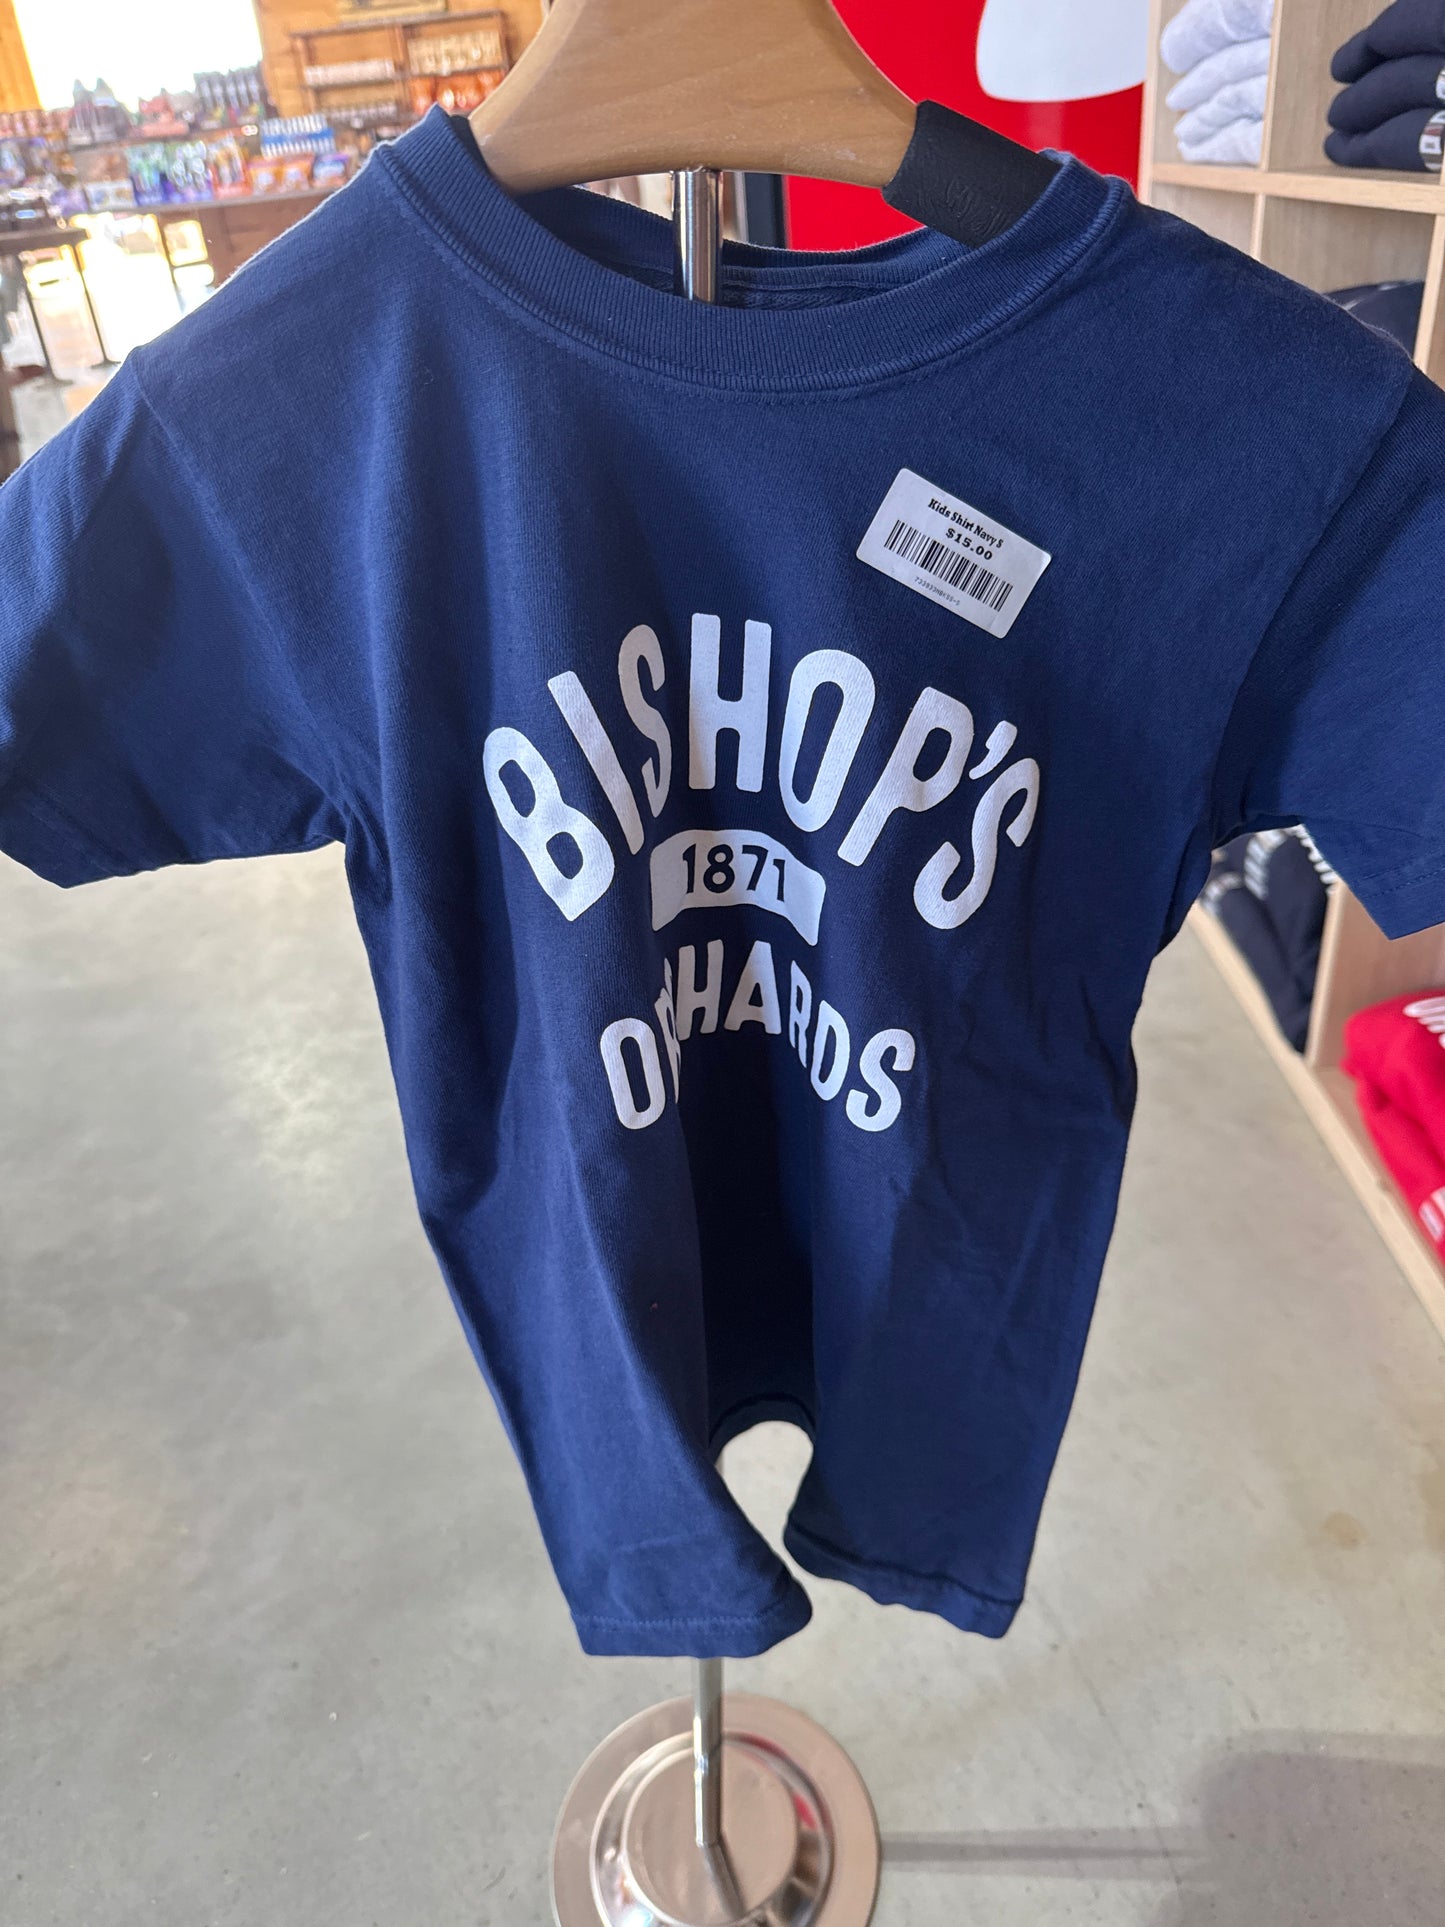 Kids Shirt Navy S
$15.00
BISHOP'S
1871
ORCHARDS